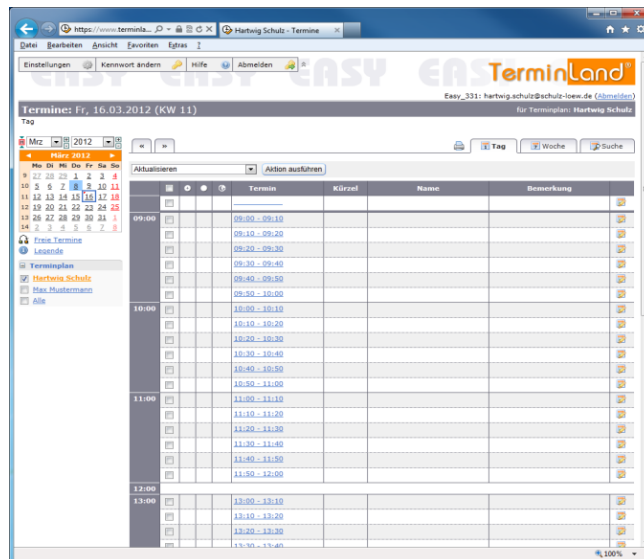 https://www.terminla...
Hartwig Schulz - Termine
Datei Bearbeiten Ansicht Favoriten Extras ?
Einstellungen Kennwort ändern Hilfe Abmelden
EASY EASY EASY EASY
TerminLand®
Easy_331: hartwig.schulz@schulz-loew.de (Abmelden)
Termine: Fr, 16.03.2012 (KW 11) für Terminplan: Hartwig Schulz
Tag
Mrz 2012 « » Tag Woche Suche
März 2012
Mo Di Mi Do Fr Sa So
9 27 28 29 1 2 3 4
10 5 6 7 8 9 10 11
11 12 13 14 15 16 17 18
12 19 20 21 22 23 24 25
13 26 27 28 29 30 31 1
14 2 3 4 5 6 7 8
Freie Termine
Legende
Terminplan
Hartwig Schulz
Max Mustermann
Alle
Aktualisieren Aktion ausführen
Termin Kürzel Name Bemerkung
09:00 09:00 - 09:10
09:10 - 09:20
09:20 - 09:30
09:30 - 09:40
09:40 - 09:50
09:50 - 10:00
10:00 10:00 - 10:10
10:10 - 10:20
10:20 - 10:30
10:30 - 10:40
10:40 - 10:50
10:50 - 11:00
11:00 11:00 - 11:10
11:10 - 11:20
11:20 - 11:30
11:30 - 11:40
11:40 - 11:50
11:50 - 12:00
12:00
13:00 13:00 - 13:10
13:10 - 13:20
13:20 - 13:30
13:30 - 13:40
100%